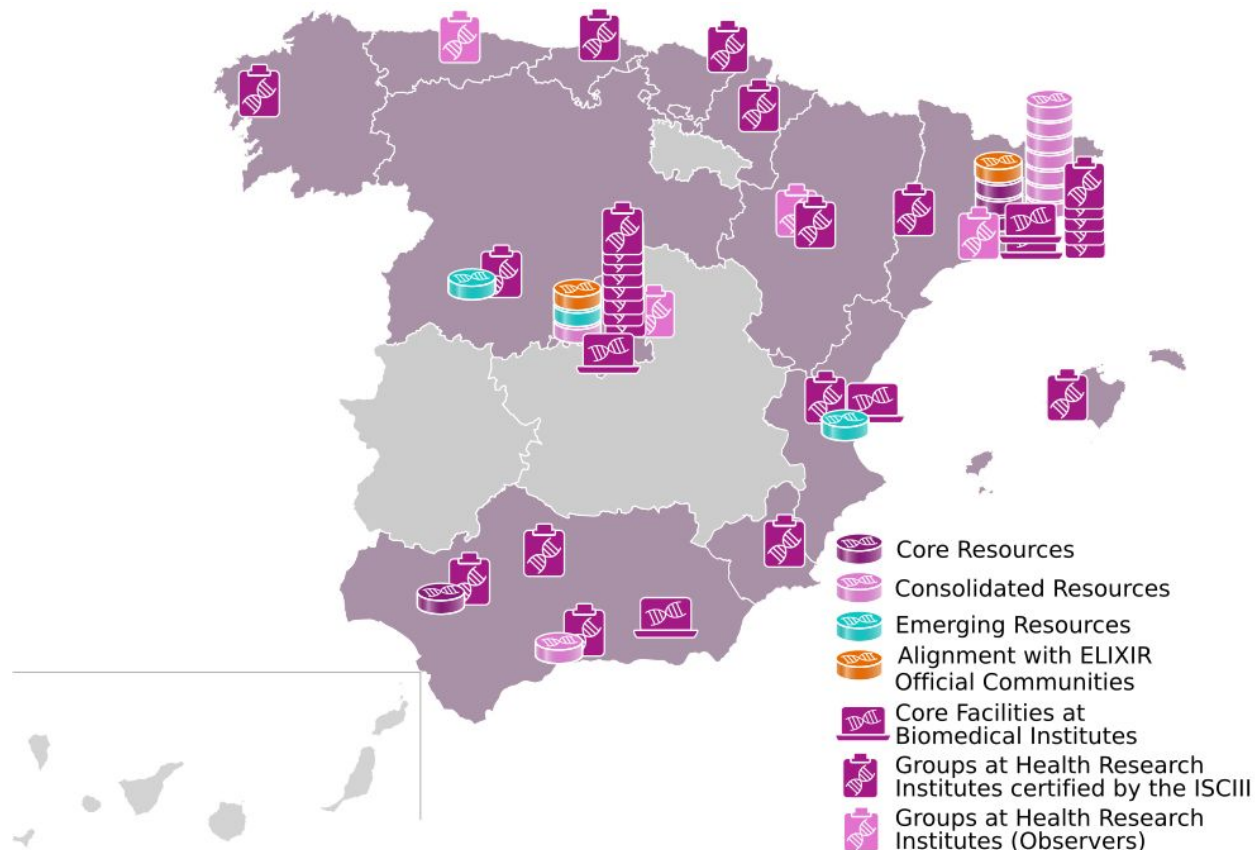 Core Resources
Consolidated Resources
Emerging Resources
Alignment with ELIXIR
Official Communities
Core Facilities at
Biomedical Institutes
Groups at Health Research
Institutes certified by the ISCIII
Groups at Health Research
Institutes (Observers)